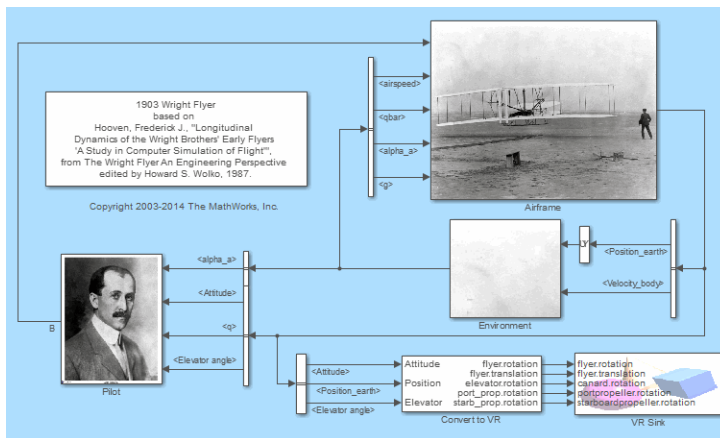 <airspeed>
<qbar>
<alpha_a>
<g>
Airframe
1903 Wright Flyer
based on
Hooven, Frederick J., "Longitudinal
Dynamics of the Wright Brothers' Early Flyers
'A Study in Computer Simulation of Flight'",
from The Wright Flyer An Engineering Perspective
edited by Howard S. Wolko, 1987.
Copyright 2003-2014 The MathWorks, Inc.
<Position_earth>
<Velocity_body>
Environment
<alpha_a>
<Attitude>
<q>
<Elevator angle>
B
Pilot
<Attitude>
<Position_earth>
<Elevator angle>
Attitude flyer.rotation
flyer.translation
Position elevator.rotation
port_prop.rotation
Elevator starb_prop.rotation
Convert to VR
flyer.rotation
flyer.translation
canard.rotation
portpropeller.rotation
starboardpropeller.rotation
VR Sink